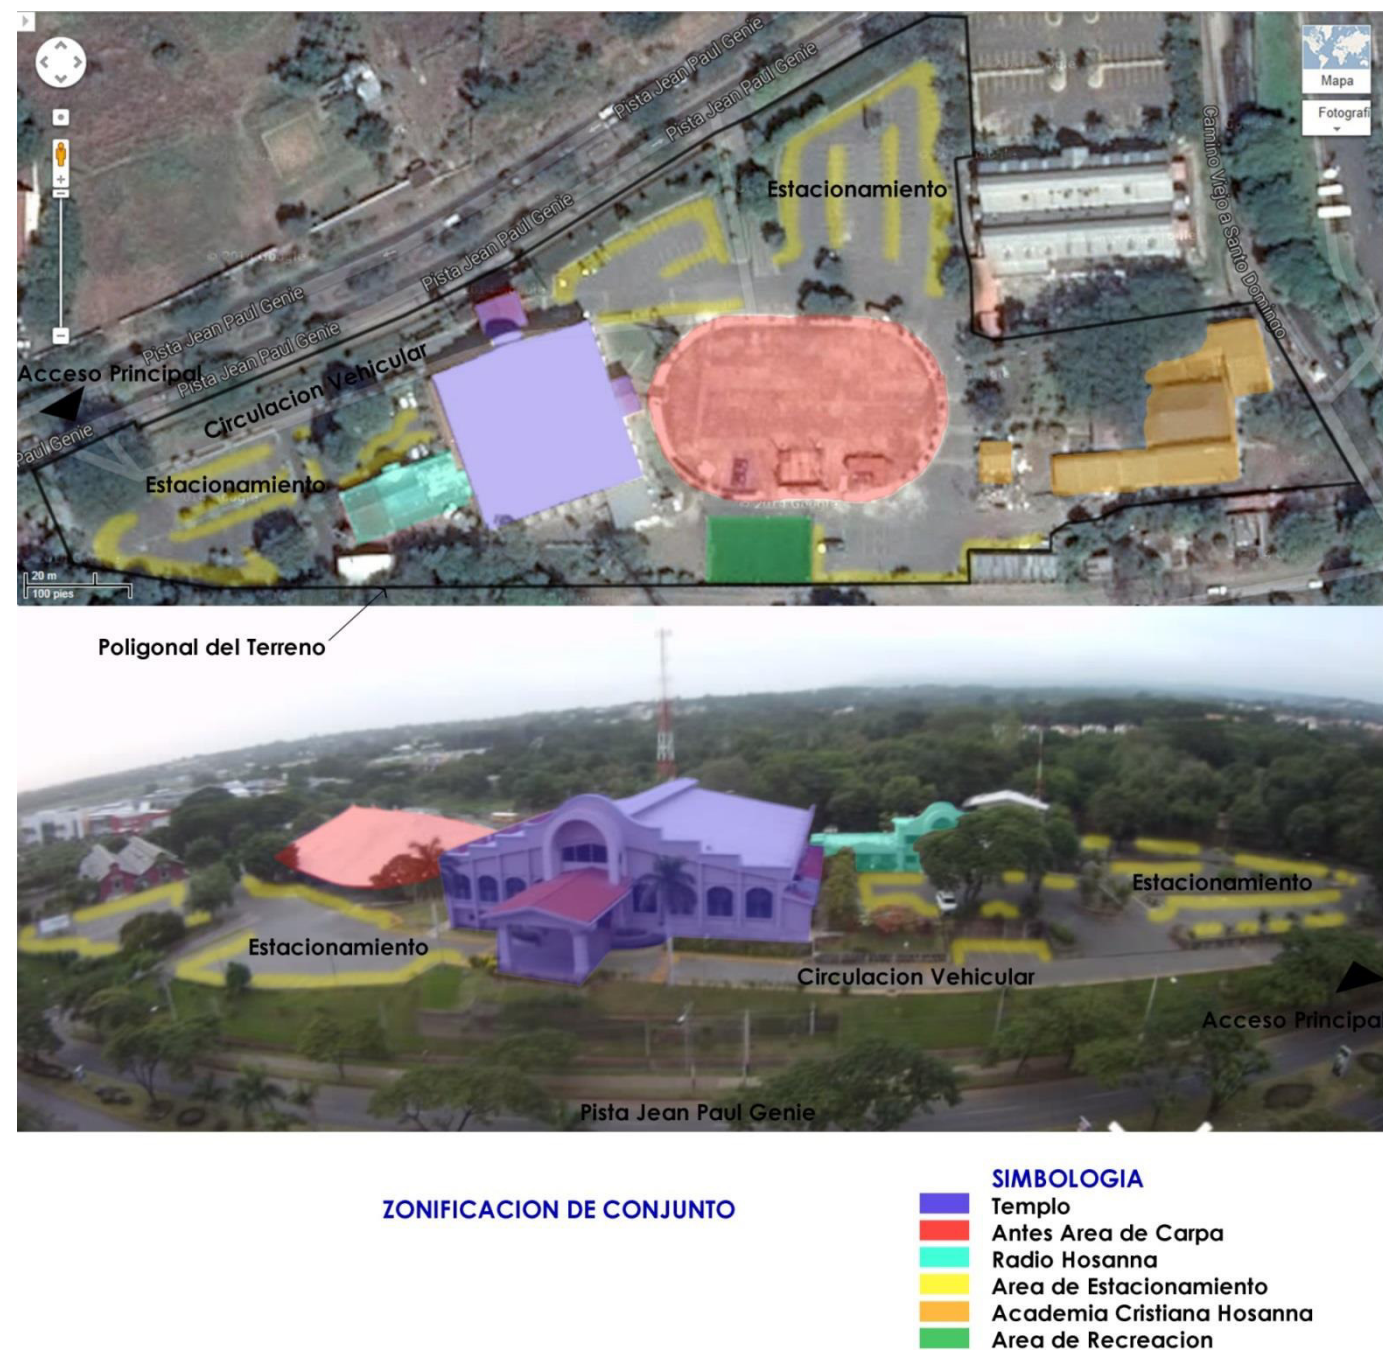 Pista Jean Paul Genie
Pista Jean Paul Genie
Mapa
Fotografi
Camino Viejo a Santo Domingo
Estacionamiento
Pista Jean Paul Genie
Pista Jean Paul Genie
Pista Jean Paul Genie
Acceso Principal
Circulacion Vehicular
Paul Genie
Estacionamiento
20 m
100 pies
Poligonal del Terreno
Estacionamiento
Estacionamiento
Circulacion Vehicular
Acceso Principa
Pista Jean Paul Genie
ZONIFICACION DE CONJUNTO
SIMBOLOGIA
Templo
Antes Area de Carpa
Radio Hosanna
Area de Estacionamiento
Academia Cristiana Hosanna
Area de Recreacion